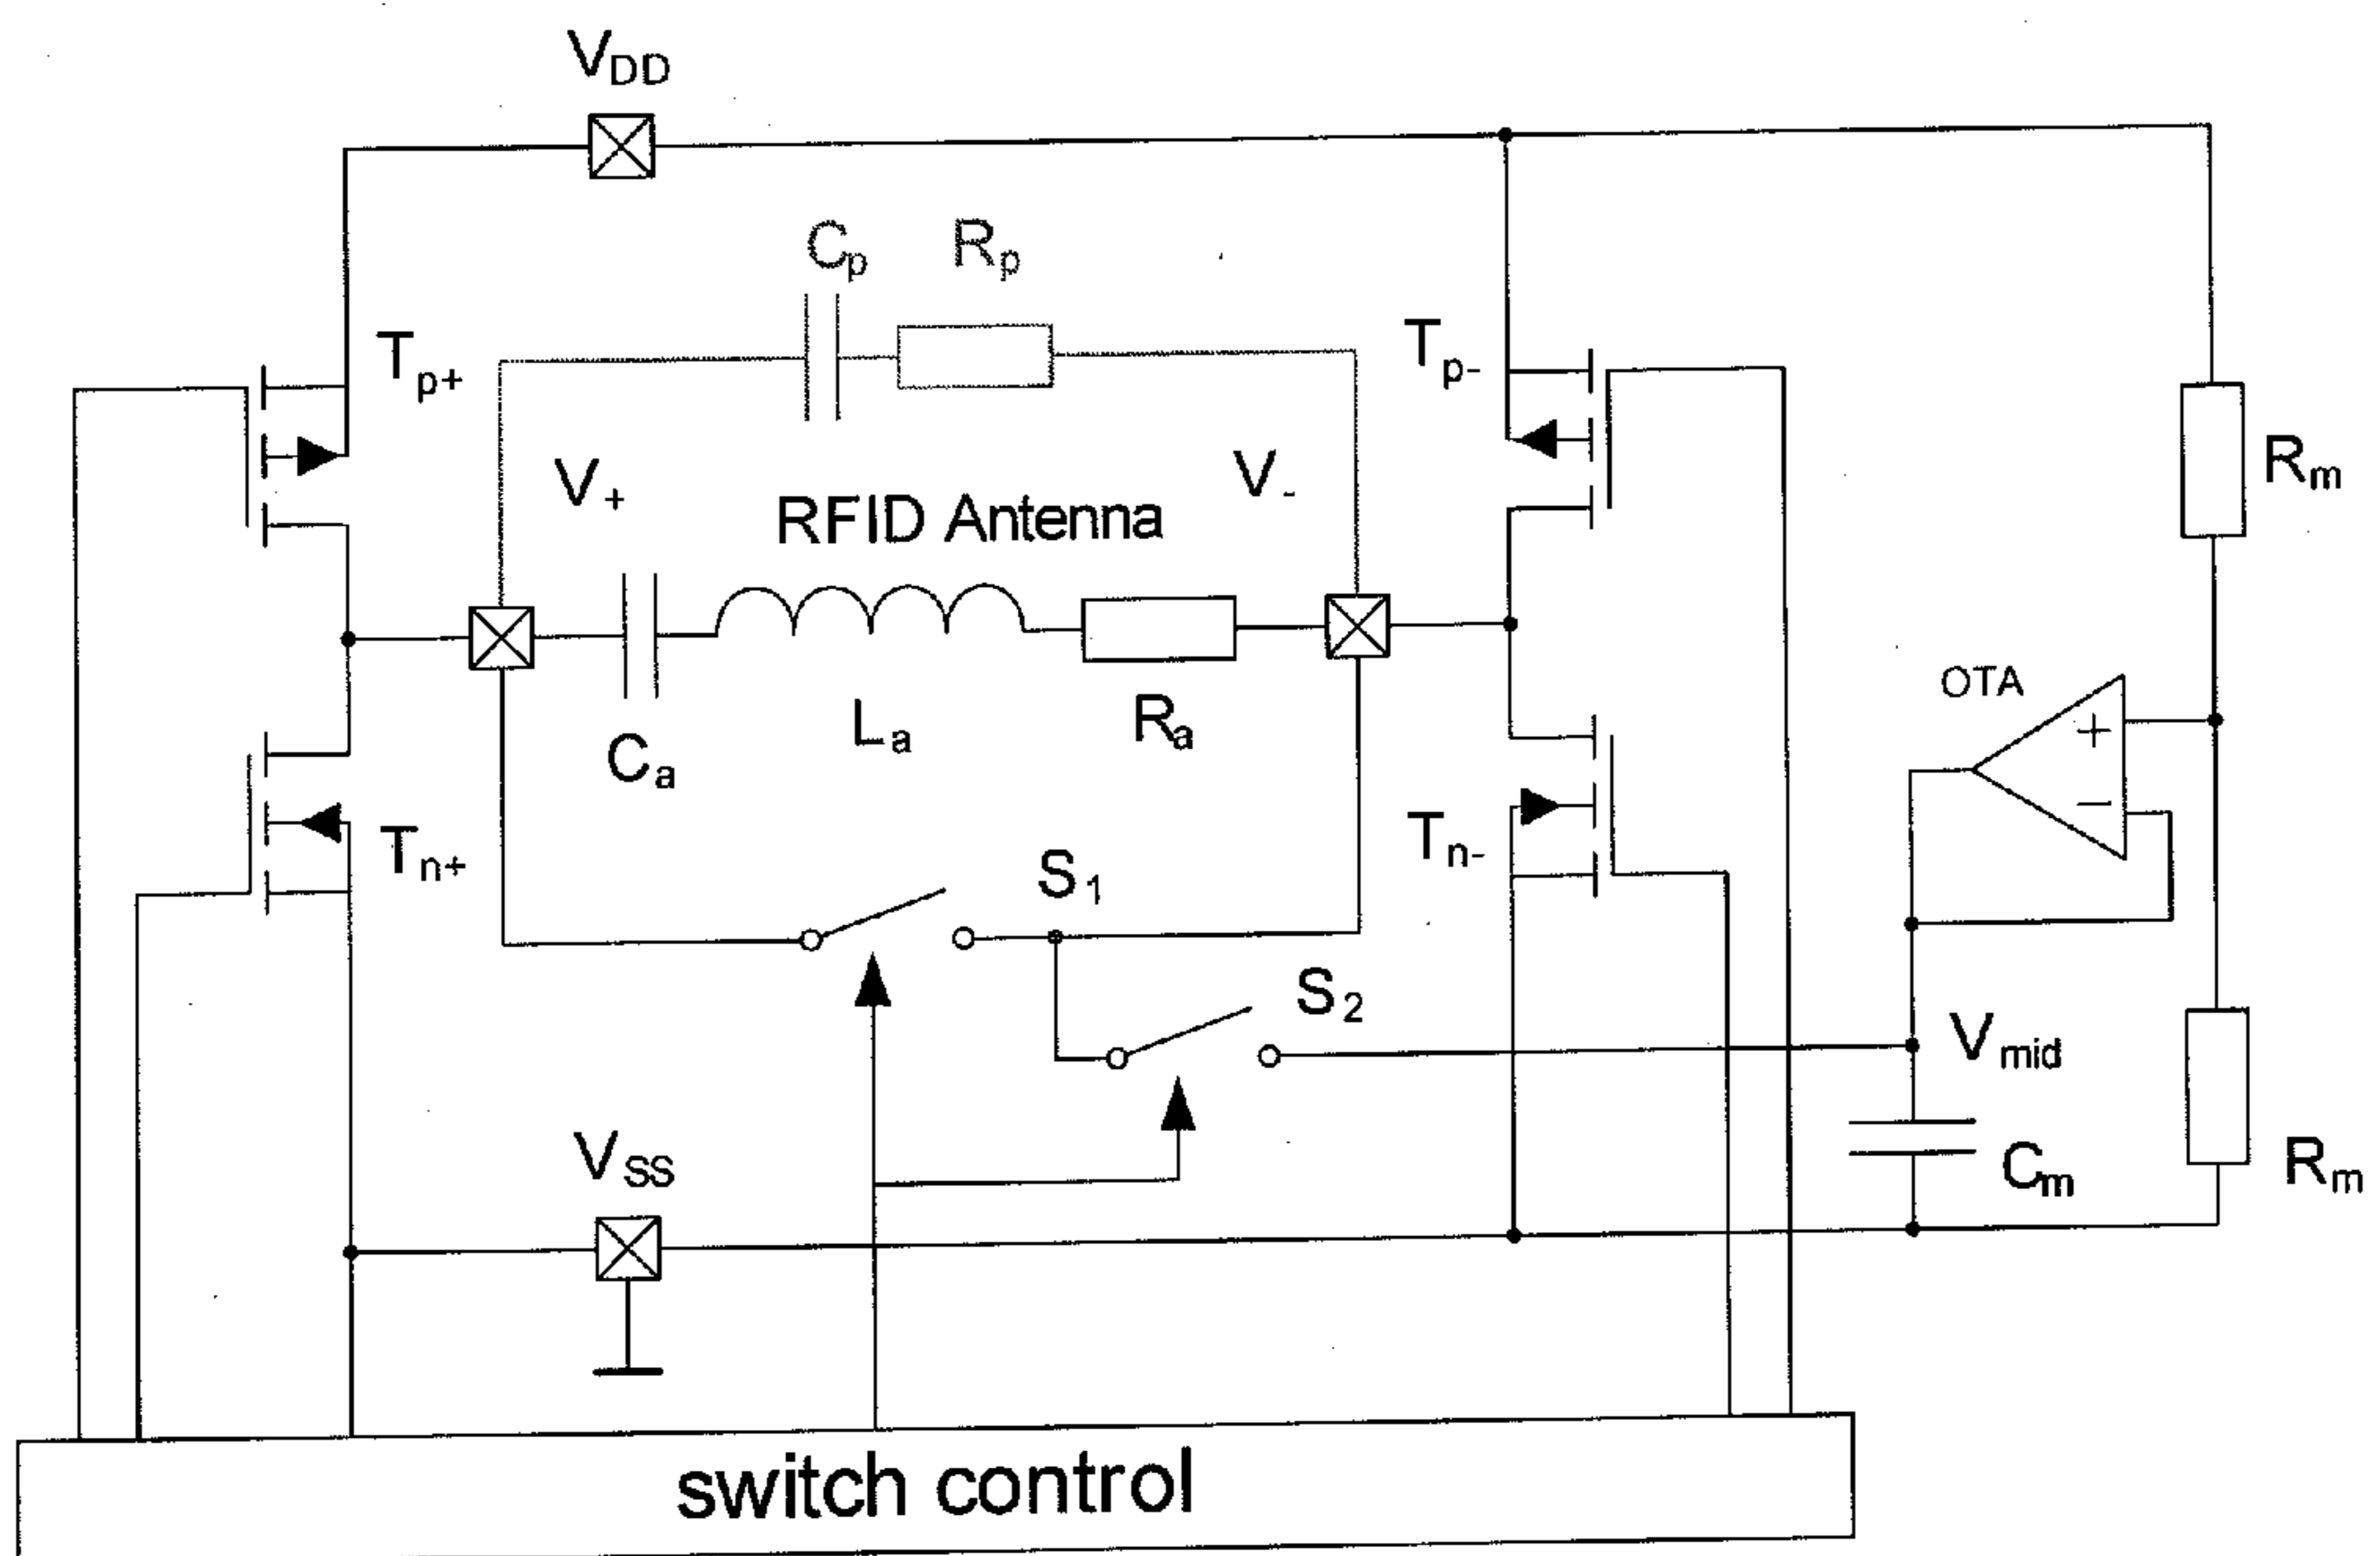 VDD
Cp
Rp
Tp+
Tp-
V+
V-
RFID Antenna
Rm
OTA
+
−
La
Ra
Ca
Tn+
Tn-
S1
S2
Vmid
VSS
Cm
Rm
switch control